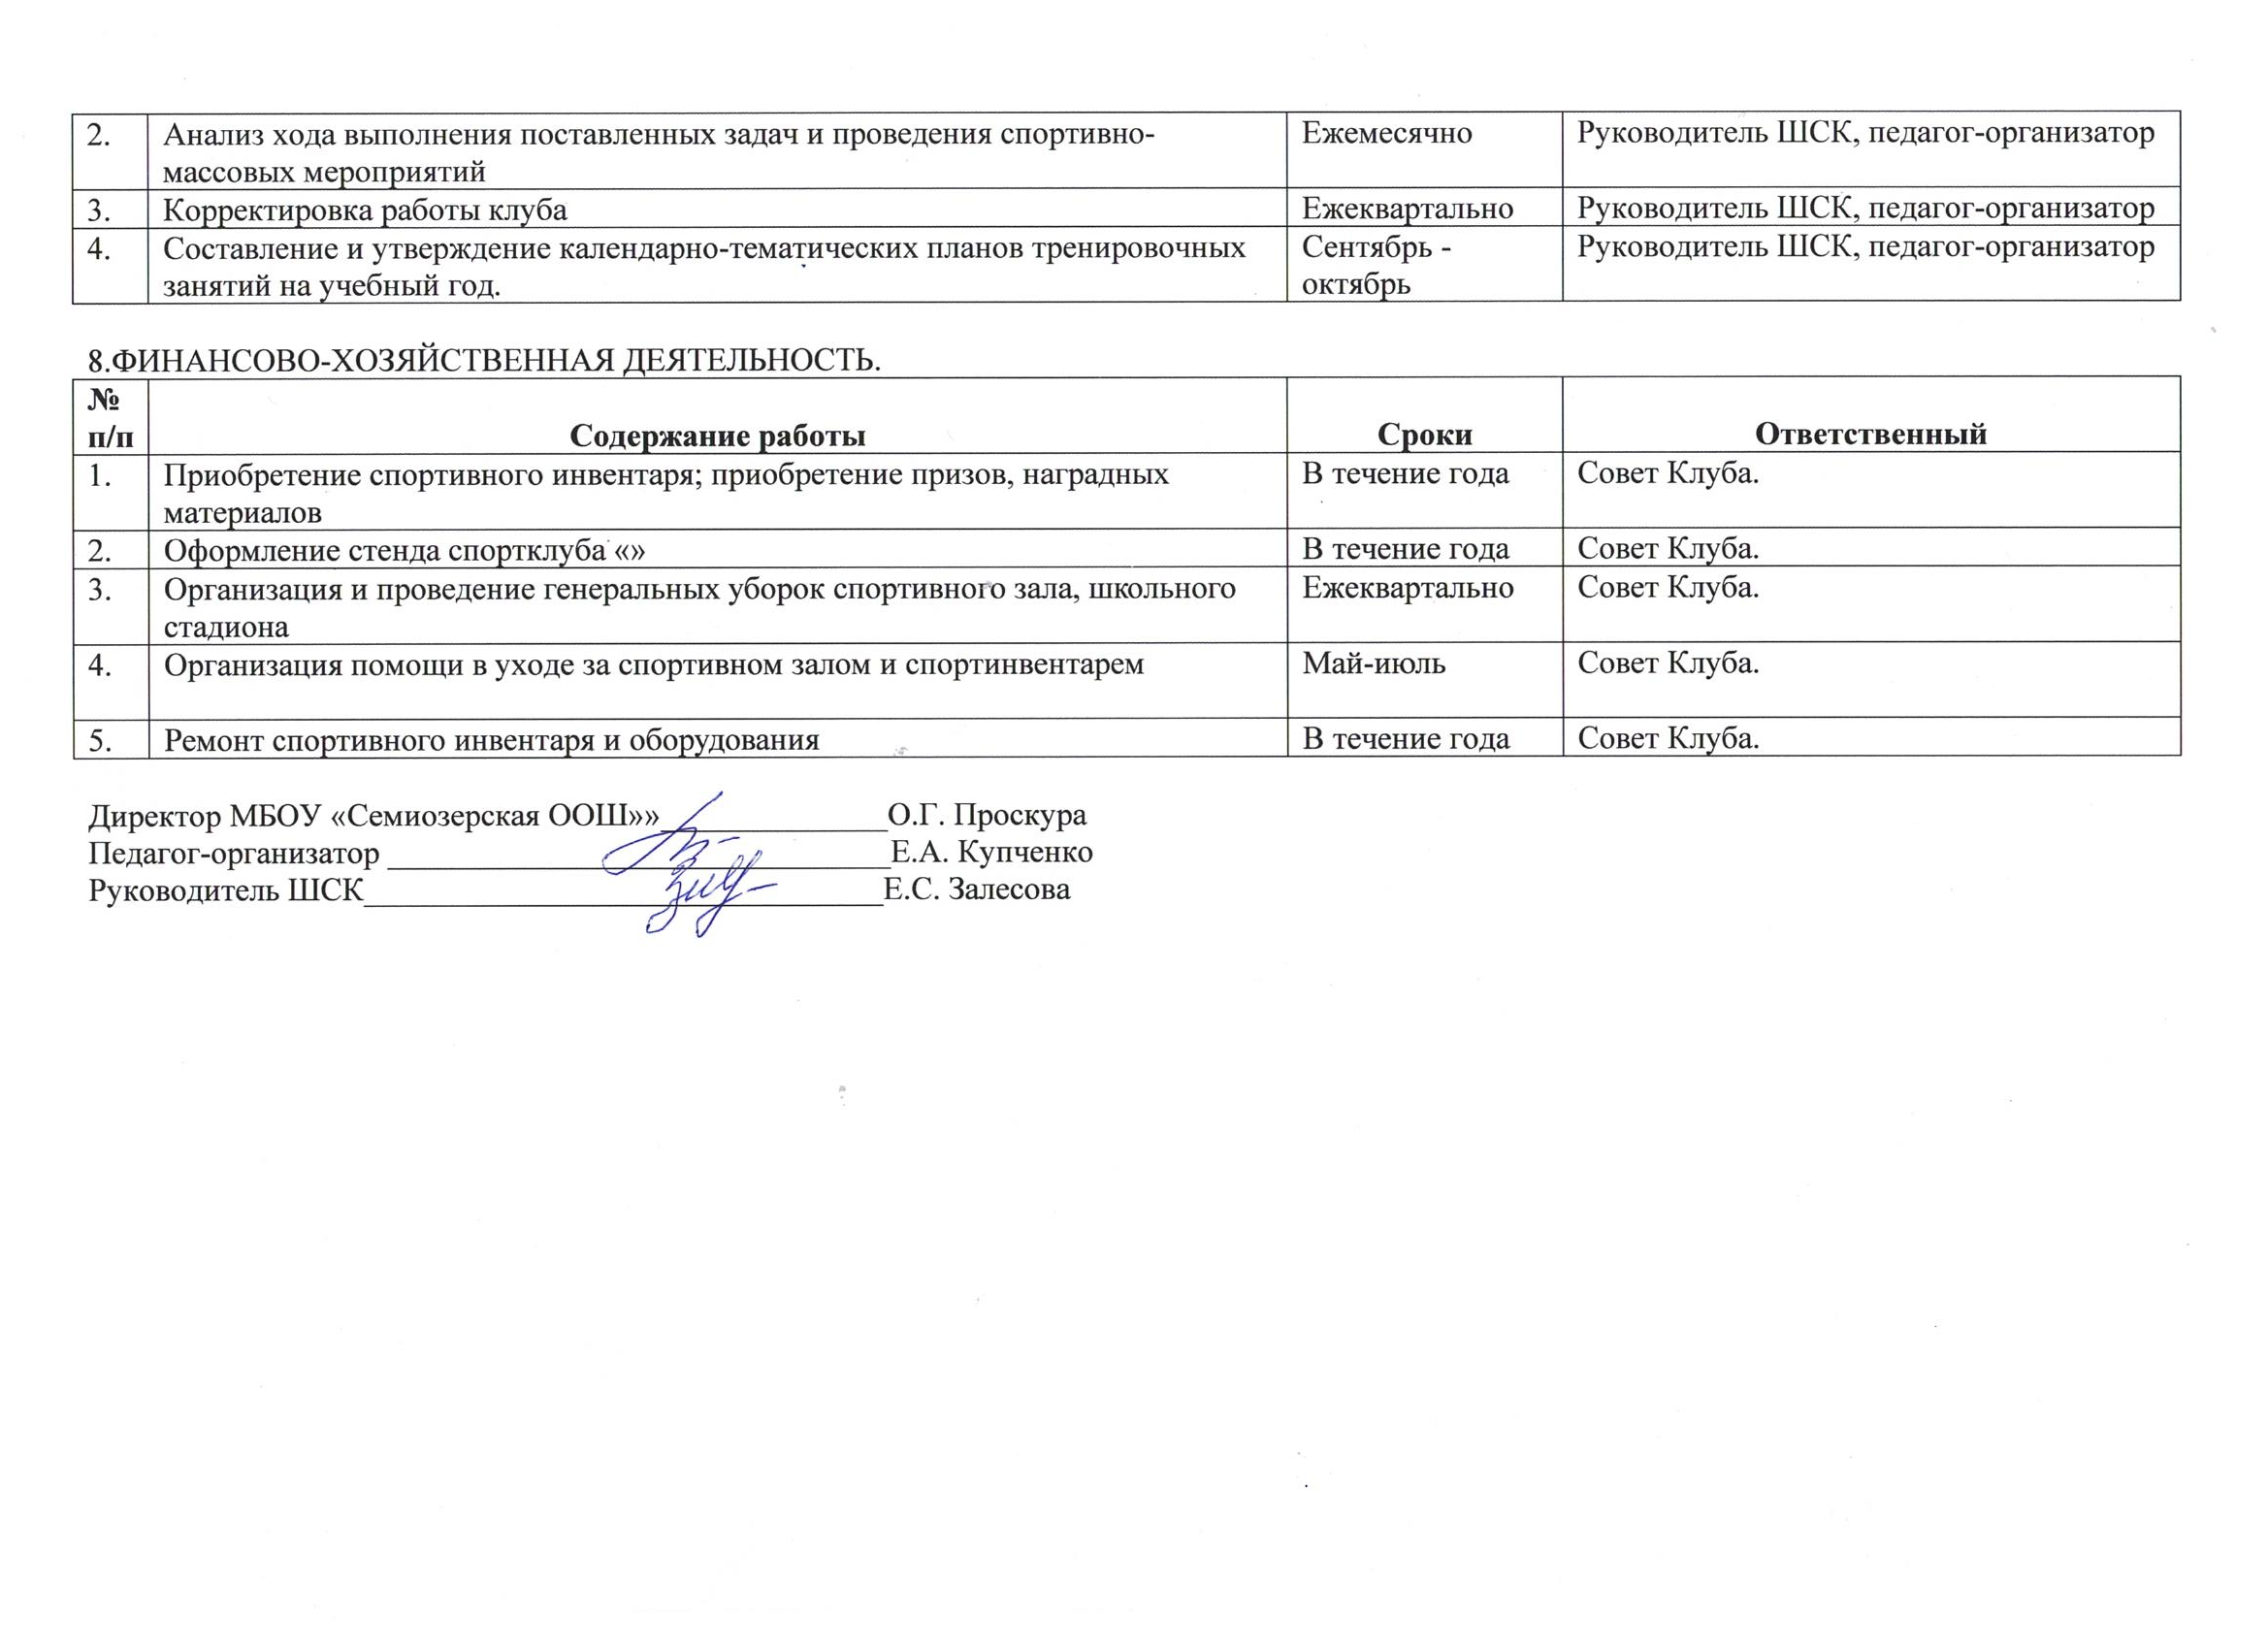 2. Анализ хода выполнения поставленных задач и проведения спортивно- Ежемесячно Руководитель ШСК, педагог-организатор
массовых мероприятий
3. Корректировка работы клуба Ежеквартально Руководитель ШСК, педагог-организатор
4. Составление и утверждение календарно-тематических планов тренировочных Сентябрь - Руководитель ШСК, педагог-организатор
занятий на учебный год. октябрь
8.ФИНАНСОВО-ХОЗЯЙСТВЕННАЯ ДЕЯТЕЛЬНОСТЬ.
№
п/п Содержание работы Сроки Ответственный
1. Приобретение спортивного инвентаря; приобретение призов, наградных В течение года Совет Клуба.
материалов
2. Оформление стенда спортклуба «» В течение года Совет Клуба.
3. Организация и проведение генеральных уборок спортивного зала, школьного Ежеквартально Совет Клуба.
стадиона
4. Организация помощи в уходе за спортивном залом и спортинвентарем Май-июль Совет Клуба.
5. Ремонт спортивного инвентаря и оборудования В течение года Совет Клуба.
Директор МБОУ «Семиозерская ООШ»»______________О.Г. Проскура
Педагог-организатор _______________________________Е.А. Купченко
Руководитель ШСК________________________________Е.С. Залесова